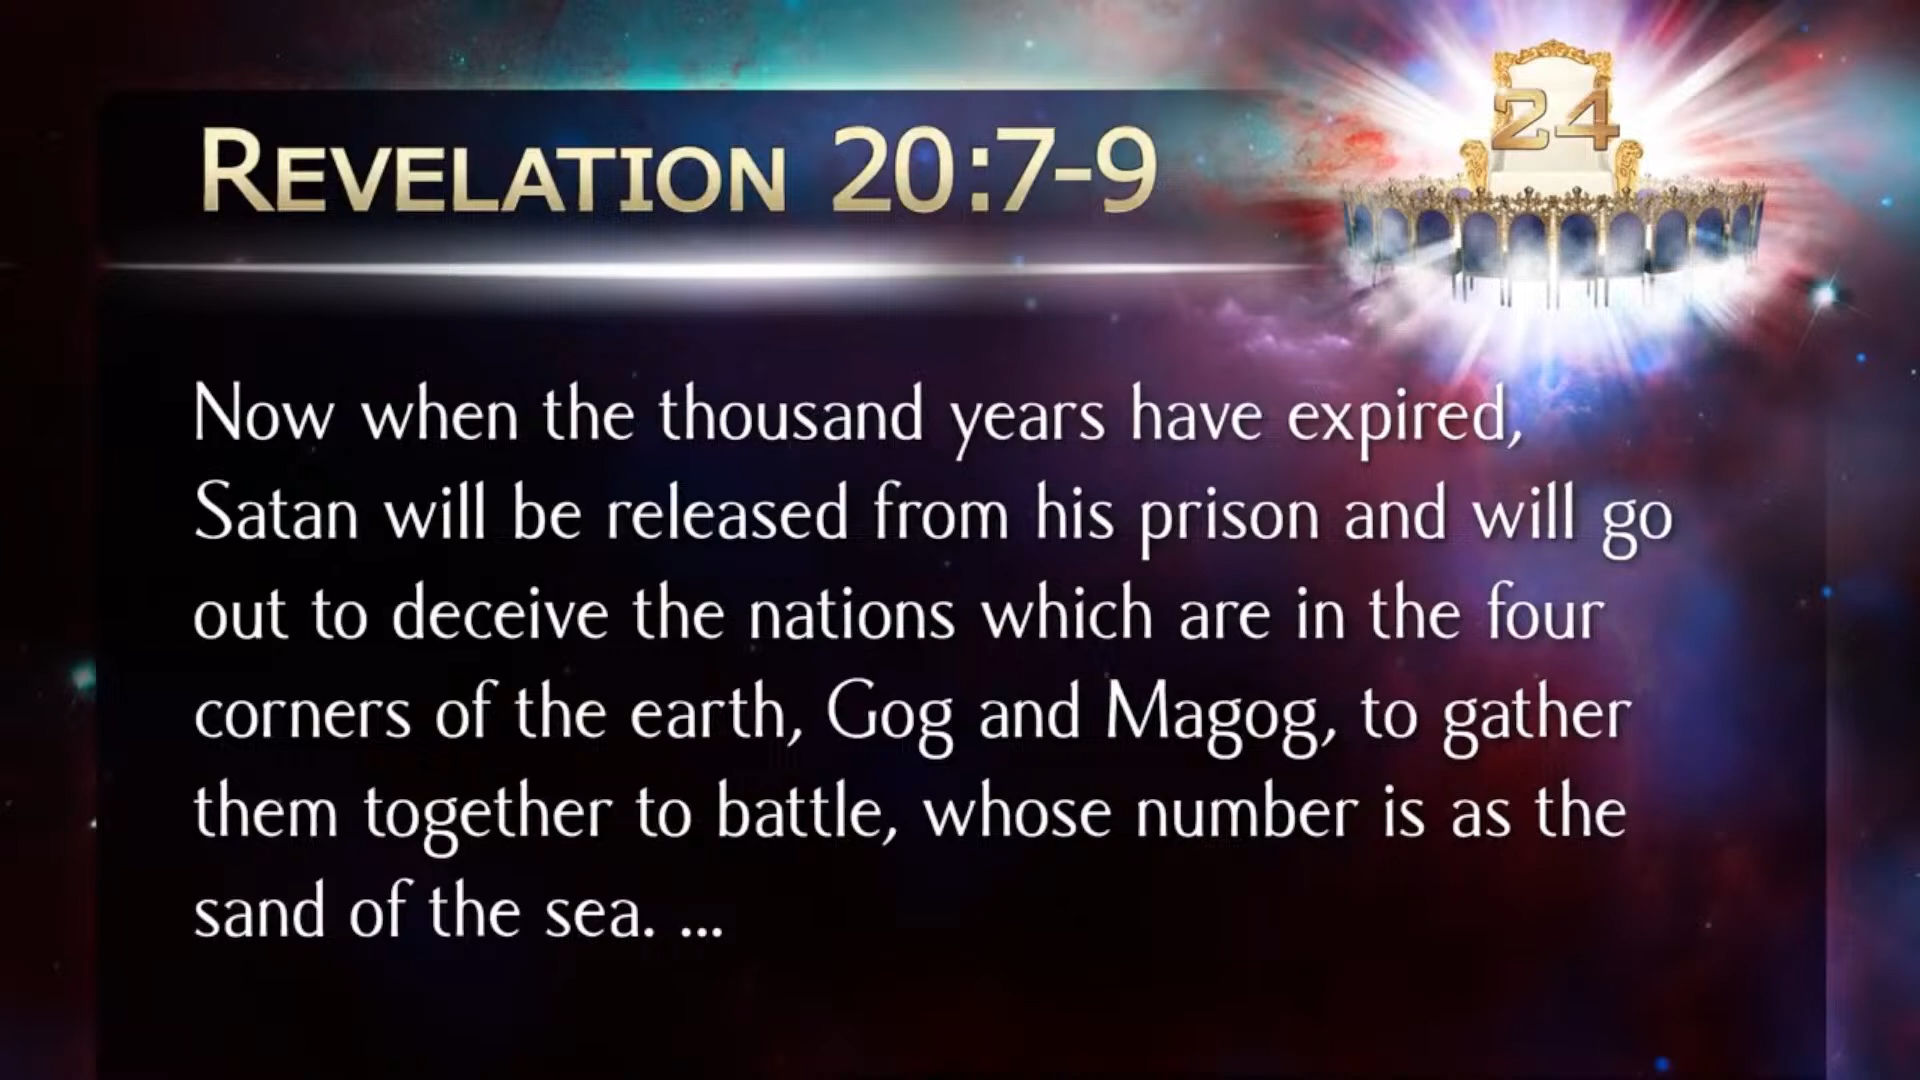 REVELATION 20:7-9
24
Now when the thousand years have expired,
Satan will be released from his prison and will go
out to deceive the nations which are in the four
corners of the earth, Gog and Magog, to gather
them together to battle, whose number is as the
sand of the sea. ...